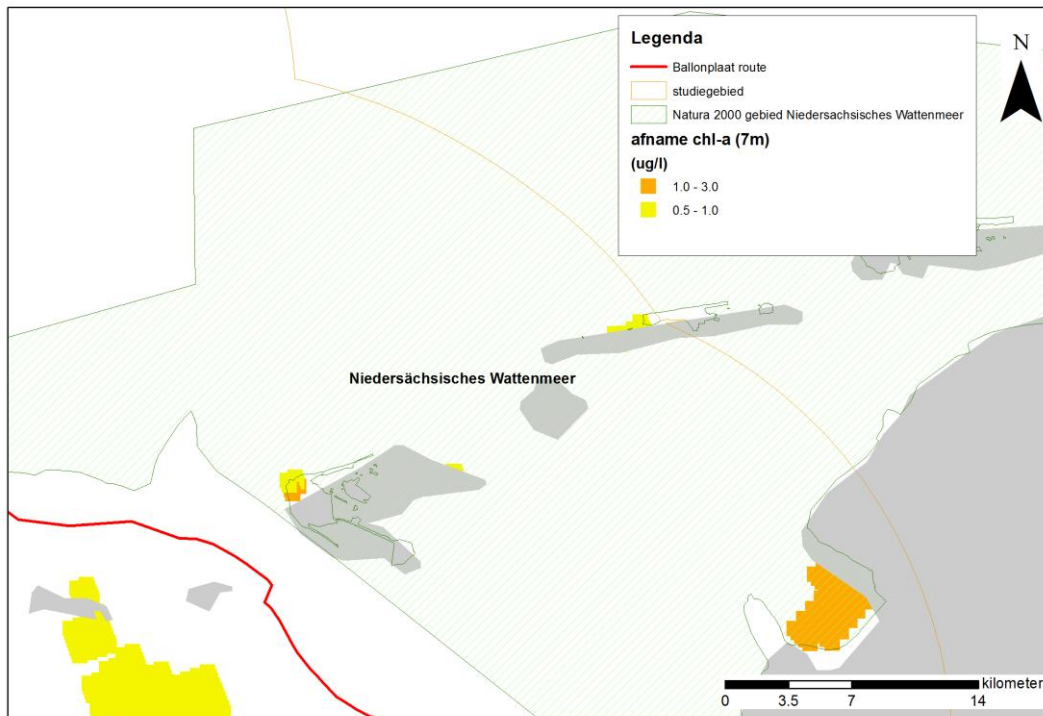 Legenda
Ballonplaat route
studiegebied
Natura 2000 gebied Niedersachsisches Wattenmeer
afname chl-a (7m)
(ug/l)
1.0 - 3.0
0.5 - 1.0
N
Niedersächsisches Wattenmeer
kilometer
0 3.5 7 14